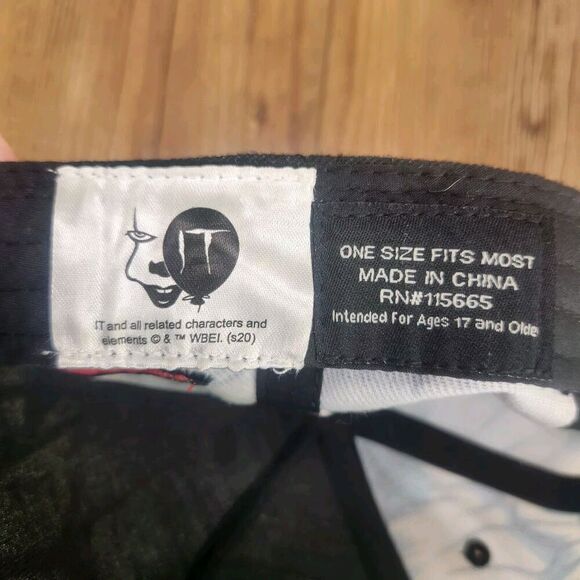 IT
IT and all related characters and
elements © & ™ WBEI. (s20)
ONE SIZE FITS MOST
MADE IN CHINA
RN#115665
Intended For Ages 17 and Olde